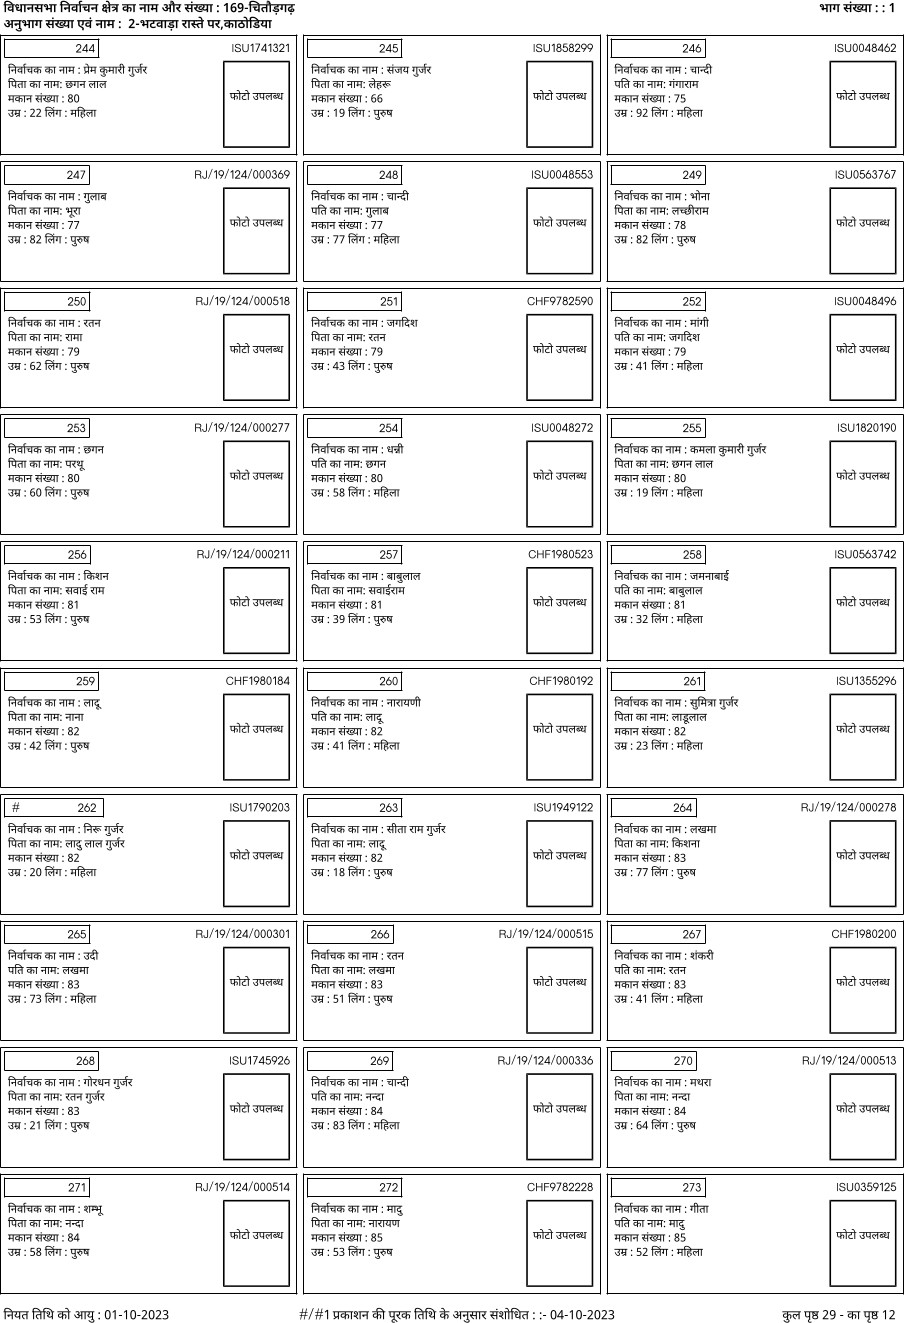 विधानसभा निर्वाचन क्षेत्र का नाम और संख्या : 169-चितौड़गढ़ भाग संख्या : : 1
अनुभाग संख्या एवं नाम : 2-भटवाड़ा रास्ते पर,काठोडिया
244 ISU1741321 245 ISU1858299 246 ISU0048462
निर्वाचक का नाम : प्रेम कुमारी गुर्जर निर्वाचक का नाम : संजय गुर्जर निर्वाचक का नाम : चान्दी
पिता का नाम: छगन लाल पिता का नाम: लेहरू पति का नाम: गंगाराम
मकान संख्या : 80 मकान संख्या : 66 मकान संख्या : 75
फोटो उपलब्ध फोटो उपलब्ध फोटो उपलब्ध
उम्र : 22 लिंग : महिला उम्र : 19 लिंग : पुरुष उम्र : 92 लिंग : महिला
247 RJ/19/124/000369 248 ISU0048553 249 ISU0563767
निर्वाचक का नाम : गुलाब निर्वाचक का नाम : चान्दी निर्वाचक का नाम : भोना
पिता का नाम: भूरा पति का नाम: गुलाब पिता का नाम: लच्छीराम
मकान संख्या : 77 मकान संख्या : 77 मकान संख्या : 78
फोटो उपलब्ध फोटो उपलब्ध फोटो उपलब्ध
उम्र : 82 लिंग : पुरुष उम्र : 77 लिंग : महिला उम्र : 82 लिंग : पुरुष
250 RJ/19/124/000518 251 CHF9782590 252 ISU0048496
निर्वाचक का नाम : रतन निर्वाचक का नाम : जगदिश निर्वाचक का नाम : मांगी
पिता का नाम: रामा पिता का नाम: रतन पति का नाम: जगदिश
मकान संख्या : 79 मकान संख्या : 79 मकान संख्या : 79
फोटो उपलब्ध फोटो उपलब्ध फोटो उपलब्ध
उम्र : 62 लिंग : पुरुष उम्र : 43 लिंग : पुरुष उम्र : 41 लिंग : महिला
253 RJ/19/124/000277 254 ISU0048272 255 ISU1820190
निर्वाचक का नाम : छगन निर्वाचक का नाम : धन्नी निर्वाचक का नाम : कमला कुमारी गुर्जर
पिता का नाम: परथू पति का नाम: छगन पिता का नाम: छगन लाल
मकान संख्या : 80 मकान संख्या : 80 मकान संख्या : 80
फोटो उपलब्ध फोटो उपलब्ध फोटो उपलब्ध
उम्र : 60 लिंग : पुरुष उम्र : 58 लिंग : महिला उम्र : 19 लिंग : महिला
256 RJ/19/124/000211 257 CHF1980523 258 ISU0563742
निर्वाचक का नाम : किशन निर्वाचक का नाम : बाबुलाल निर्वाचक का नाम : जमनाबाई
पिता का नाम: सवाई राम पिता का नाम: सवाईराम पति का नाम: बाबुलाल
मकान संख्या : 81 मकान संख्या : 81 मकान संख्या : 81
फोटो उपलब्ध फोटो उपलब्ध फोटो उपलब्ध
उम्र : 53 लिंग : पुरुष उम्र : 39 लिंग : पुरुष उम्र : 32 लिंग : महिला
259 CHF1980184 260 CHF1980192 261 ISU1355296
निर्वाचक का नाम : लादू निर्वाचक का नाम : नारायणी निर्वाचक का नाम : सुमित्रा गुर्जर
पिता का नाम: नाना पति का नाम: लादू पिता का नाम: लाडूलाल
मकान संख्या : 82 मकान संख्या : 82 मकान संख्या : 82
फोटो उपलब्ध फोटो उपलब्ध फोटो उपलब्ध
उम्र : 42 लिंग : पुरुष उम्र : 41 लिंग : महिला उम्र : 23 लिंग : महिला
# 262 ISU1790203 263 ISU1949122 264 RJ/19/124/000278
निर्वाचक का नाम : निरू गुर्जर निर्वाचक का नाम : सीता राम गुर्जर निर्वाचक का नाम : लखमा
पिता का नाम: लादु लाल गुर्जर पिता का नाम: लादू पिता का नाम: किशना
मकान संख्या : 82 मकान संख्या : 82 मकान संख्या : 83
फोटो उपलब्ध फोटो उपलब्ध फोटो उपलब्ध
उम्र : 20 लिंग : महिला उम्र : 18 लिंग : पुरुष उम्र : 77 लिंग : पुरुष
265 RJ/19/124/000301 266 RJ/19/124/000515 267 CHF1980200
निर्वाचक का नाम : उदी निर्वाचक का नाम : रतन निर्वाचक का नाम : शंकरी
पति का नाम: लखमा पिता का नाम: लखमा पति का नाम: रतन
मकान संख्या : 83 मकान संख्या : 83 मकान संख्या : 83
फोटो उपलब्ध फोटो उपलब्ध फोटो उपलब्ध
उम्र : 73 लिंग : महिला उम्र : 51 लिंग : पुरुष उम्र : 41 लिंग : महिला
268 ISU1745926 269 RJ/19/124/000336 270 RJ/19/124/000513
निर्वाचक का नाम : गोरधन गुर्जर निर्वाचक का नाम : चान्दी निर्वाचक का नाम : मथरा
पिता का नाम: रतन गुर्जर पति का नाम: नन्दा पिता का नाम: नन्दा
मकान संख्या : 83 मकान संख्या : 84 मकान संख्या : 84
फोटो उपलब्ध फोटो उपलब्ध फोटो उपलब्ध
उम्र : 21 लिंग : पुरुष उम्र : 83 लिंग : महिला उम्र : 64 लिंग : पुरुष
271 RJ/19/124/000514 272 CHF9782228 273 ISU0359125
निर्वाचक का नाम : शम्भू निर्वाचक का नाम : मादु निर्वाचक का नाम : गीता
पिता का नाम: नन्दा पिता का नाम: नारायण पति का नाम: मादु
मकान संख्या : 84 मकान संख्या : 85 मकान संख्या : 85
फोटो उपलब्ध फोटो उपलब्ध फोटो उपलब्ध
उम्र : 58 लिंग : पुरुष उम्र : 53 लिंग : पुरुष उम्र : 52 लिंग : महिला
नियत तिथि को आयु : 01-10-2023 #/#1 प्रकाशन की पूरक तिथि के अनुसार संशोधित : :- 04-10-2023 कुल पृष्ठ 29 - का पृष्ठ 12